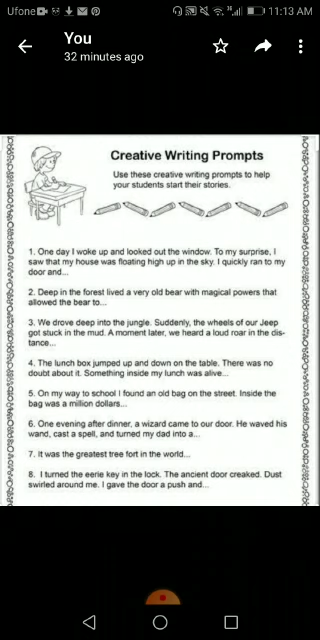 Ufone
11:13 AM
You
32 minutes ago
Creative Writing Prompts
Use these creative writing prompts to help
your students start their stories.
1. One day I woke up and looked out the window. To my surprise, I
saw that my house was floating high up in the sky. I quickly ran to my
door and...
2. Deep in the forest lived a very old bear with magical powers that
allowed the bear to...
3. We drove deep into the jungle. Suddenly, the wheels of our Jeep
got stuck in the mud. A moment later, we heard a loud roar in the dis-
tance...
4. The lunch box jumped up and down on the table. There was no
doubt about it. Something inside my lunch was alive...
5. On my way to school I found an old bag on the street. Inside the
bag was a million dollars...
6. One evening after dinner, a wizard came to our door. He waved his
wand, cast a spell, and turned my dad into a...
7. It was the greatest tree fort in the world...
8. I turned the eerie key in the lock. The ancient door creaked. Dust
swirled around me. I gave the door a push and...